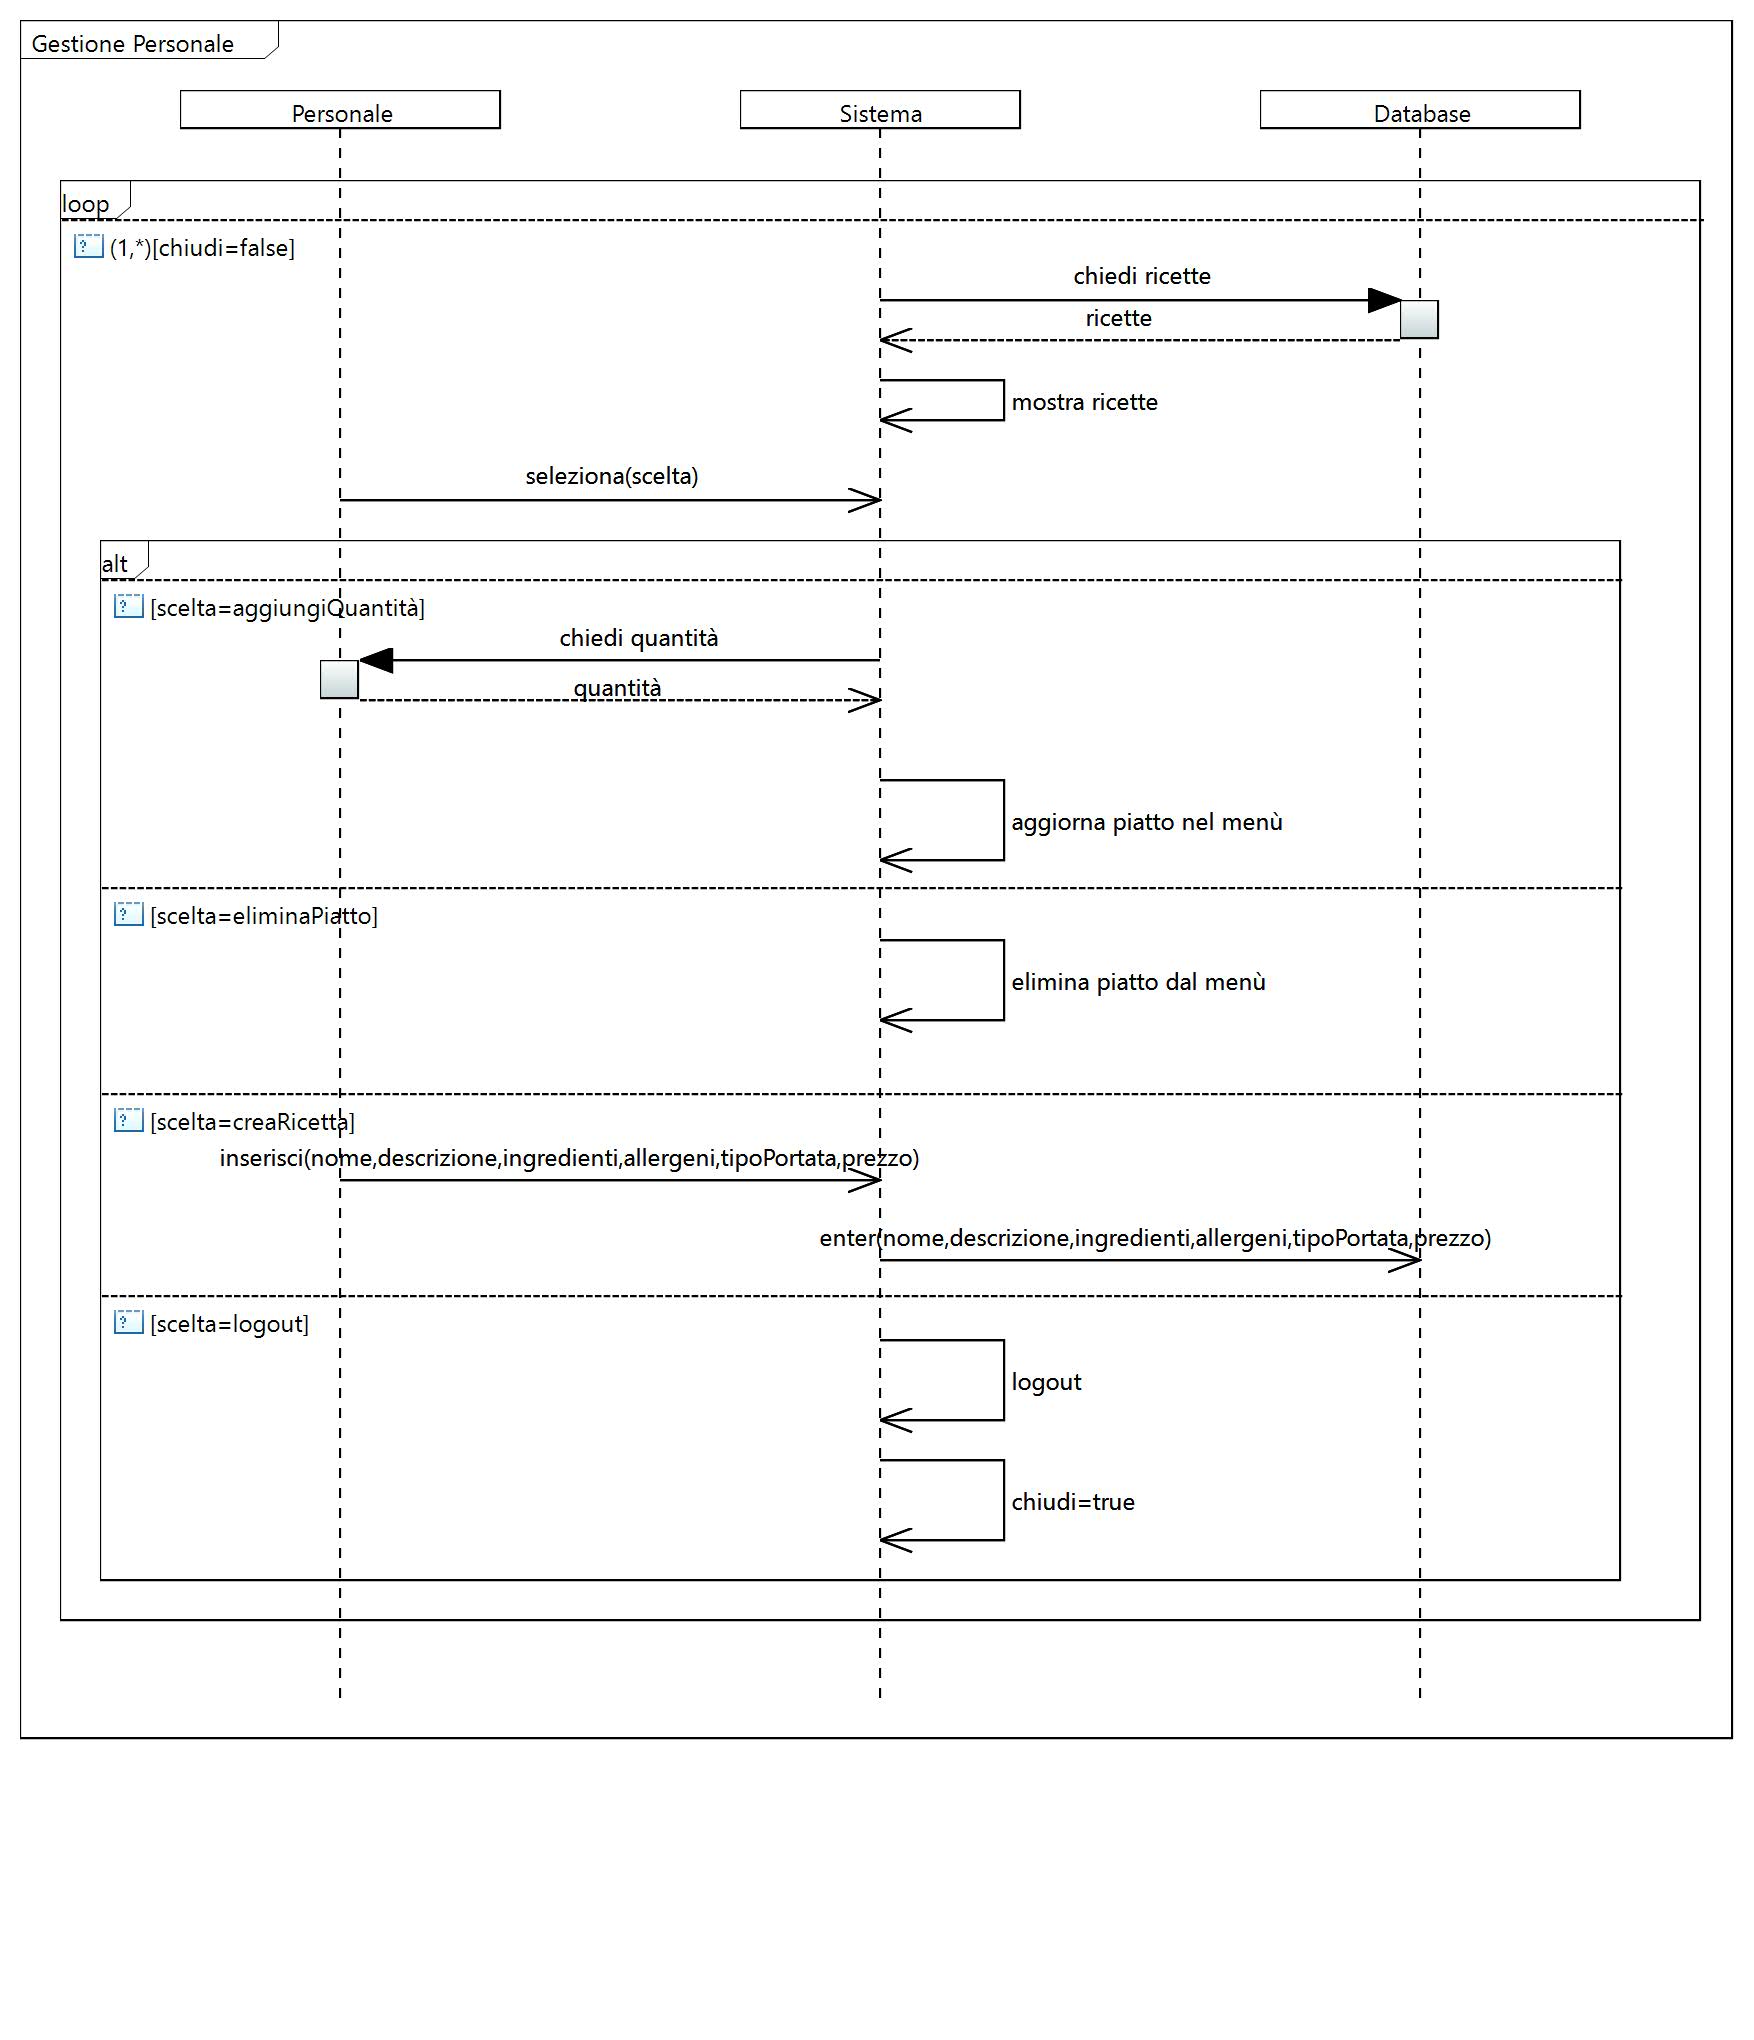 Gestione Personale
Personale
Sistema
Database
loop
(1,*)[chiudi=false]
chiedi ricette
ricette
mostra ricette
seleziona(scelta)
alt
[scelta=aggiungiQuantità]
chiedi quantità
quantità
aggiorna piatto nel menù
[scelta=eliminaPiatto]
elimina piatto dal menù
[scelta=creaRicetta]
inserisci(nome,descrizione,ingredienti,allergeni,tipoPortata,prezzo)
enter(nome,descrizione,ingredienti,allergeni,tipoPortata,prezzo)
[scelta=logout]
logout
chiudi=true